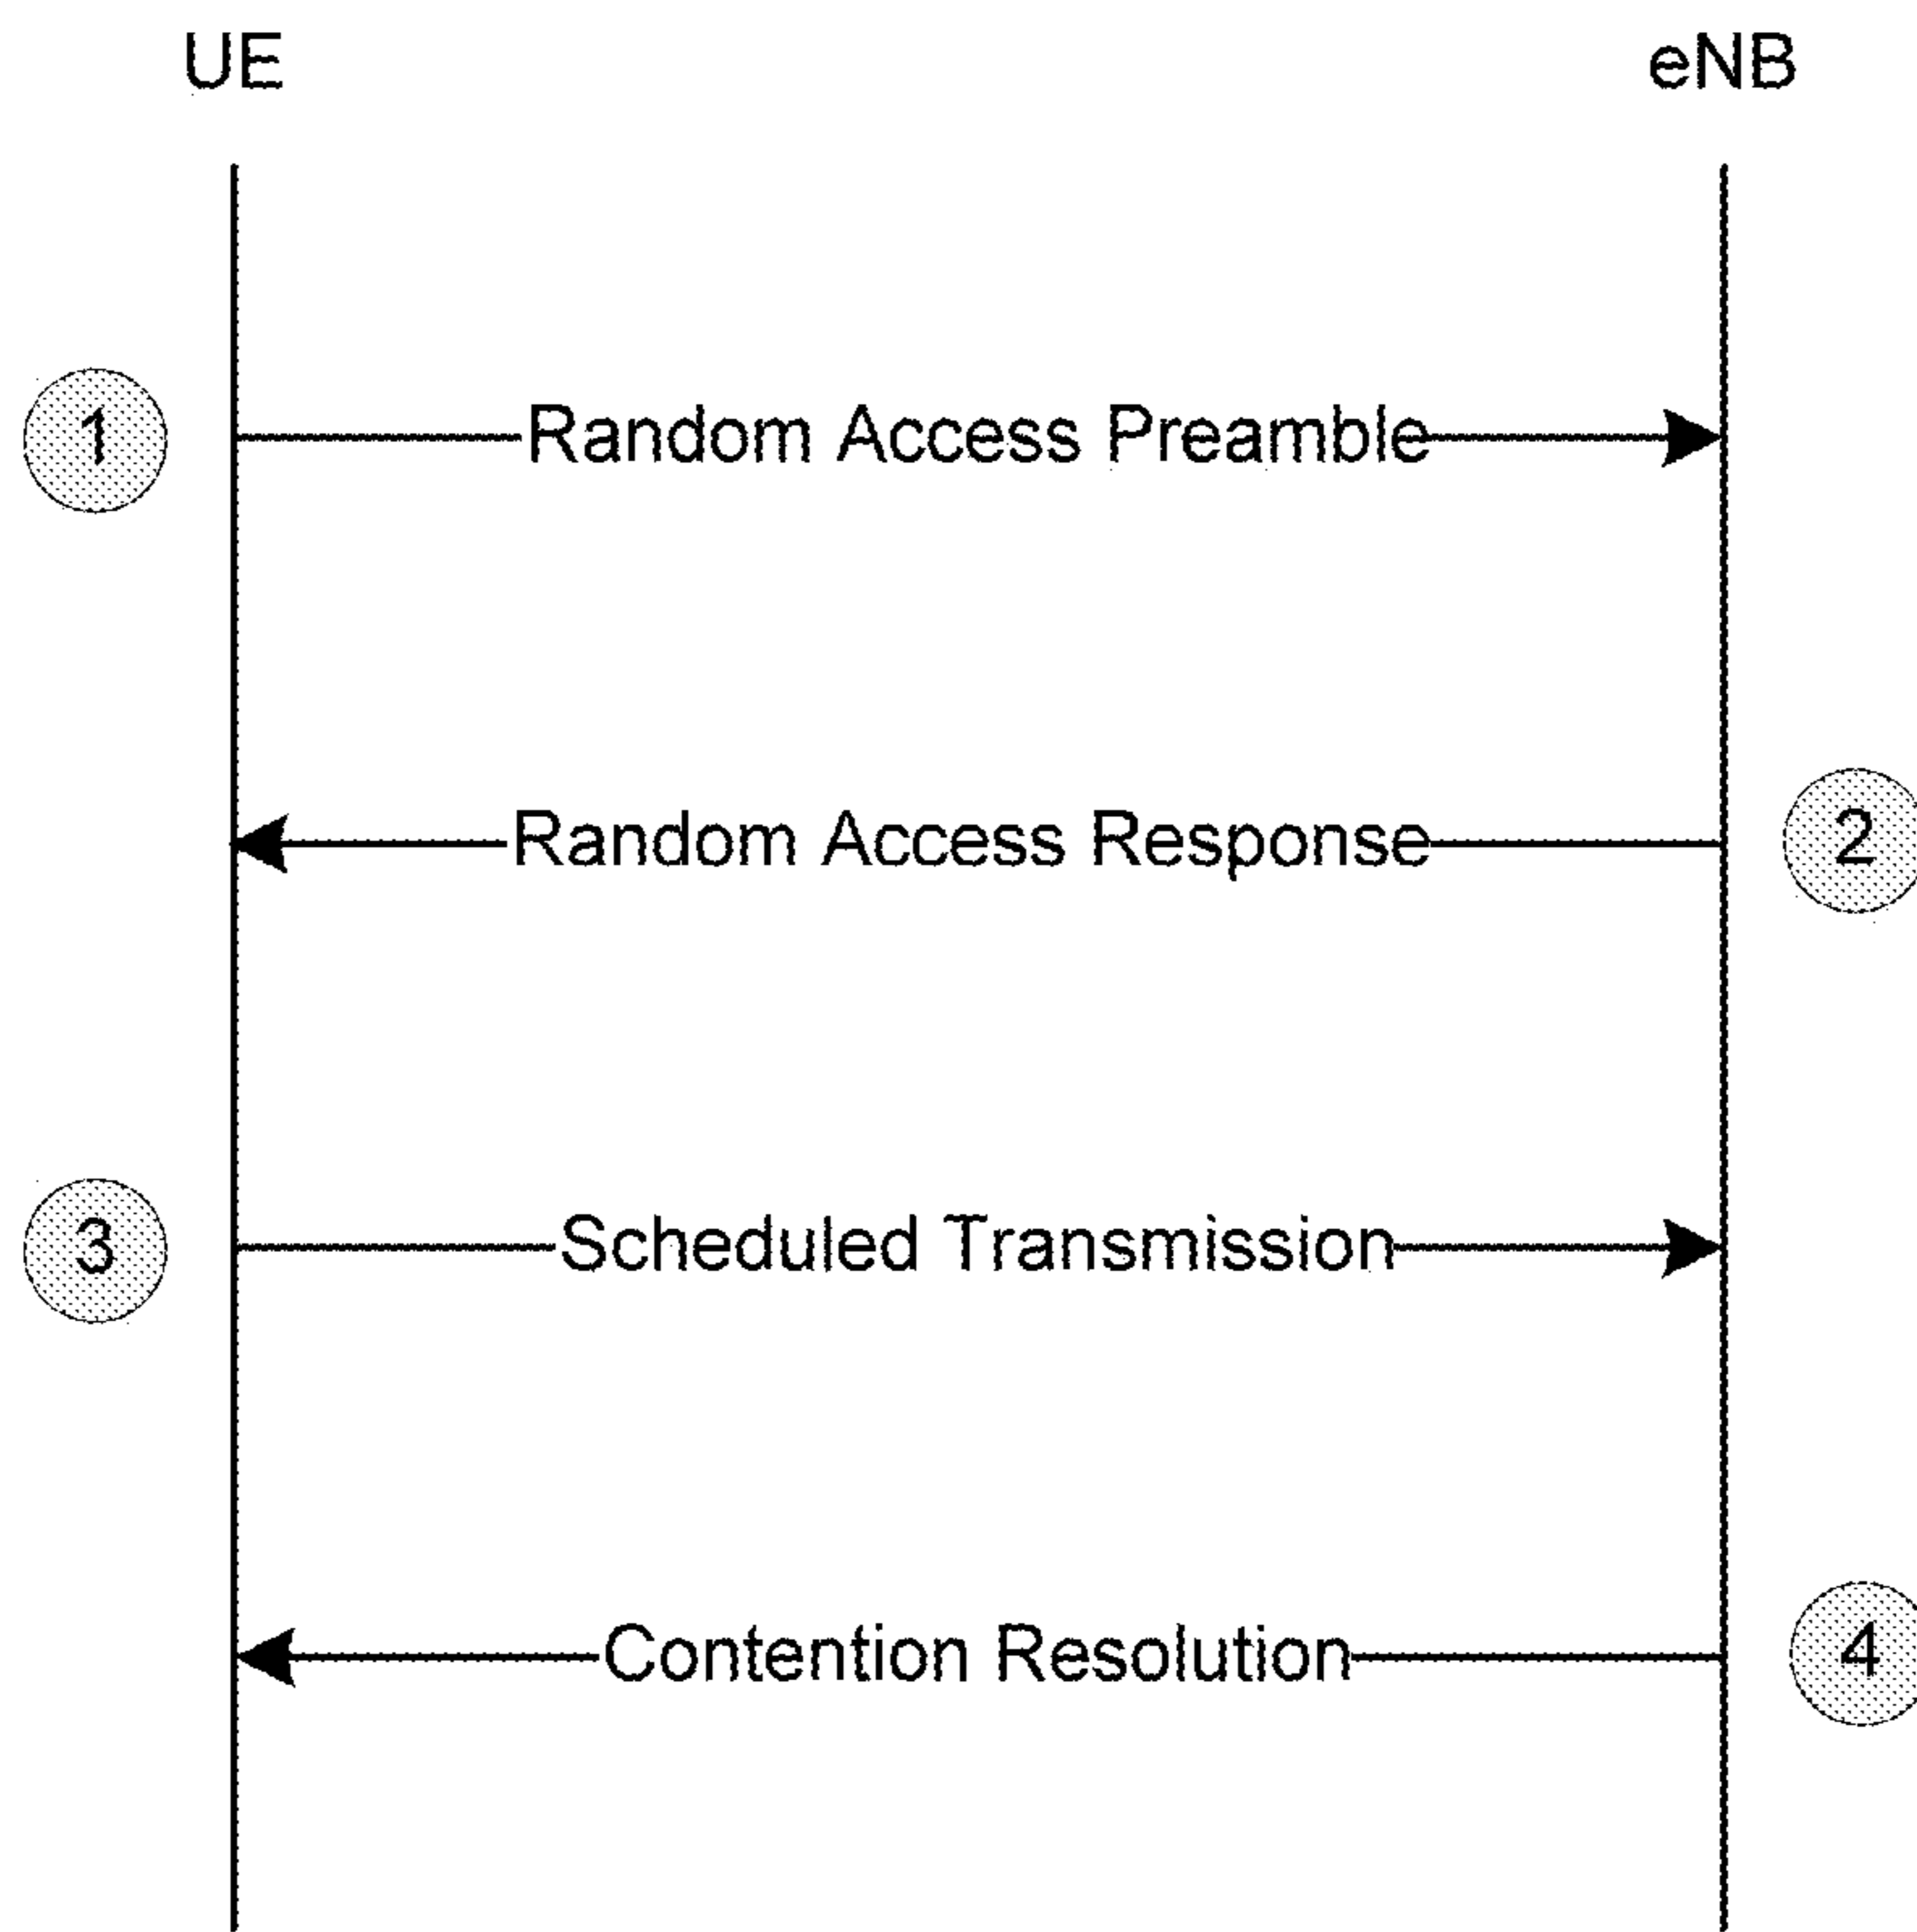 UE eNB
1 Random Access Preamble
Random Access Response 2
3 Scheduled Transmission
Contention Resolution 4